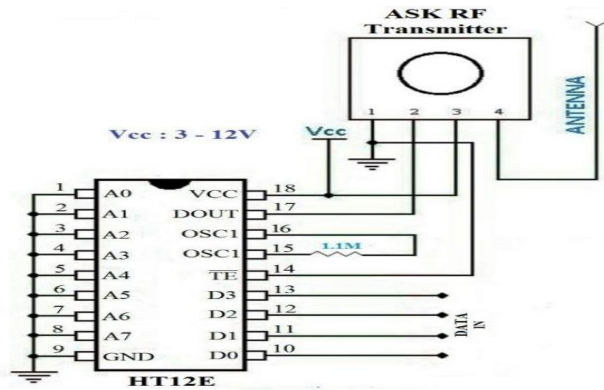 ASK RF
Transmitter
1 2 3 4
ANTENNA
Vcc : 3 - 12V
Vcc
1 A0 VCC 18
2 A1 DOUT 17
3 A2 OSC1 16
4 A3 OSC1 15 1.1M
5 A4 TE 14
6 A5 D3 13
7 A6 D2 12
8 A7 D1 11
9 GND D0 10
DATA
IN
HT12E